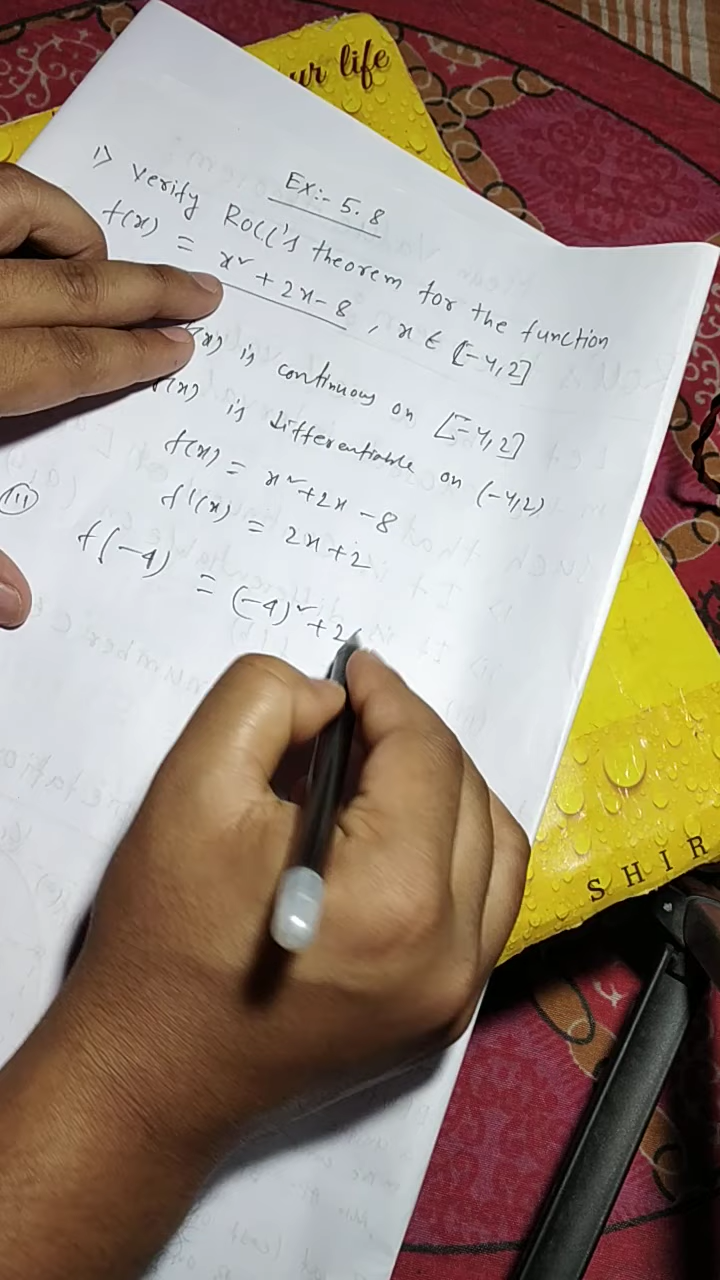 ur life
Ex:- 5.8
1) Verify Roll's theorem for the function
f(x) = x² + 2x - 8 , x ∈ [-4,2]
f(x) is continuous on [-4,2]
f(x) is differentiable on (-4,2)
f(x) = x² + 2x - 8
f'(x) = 2x + 2
(iii) f(-4) = (-4)² + 2(
SHIR